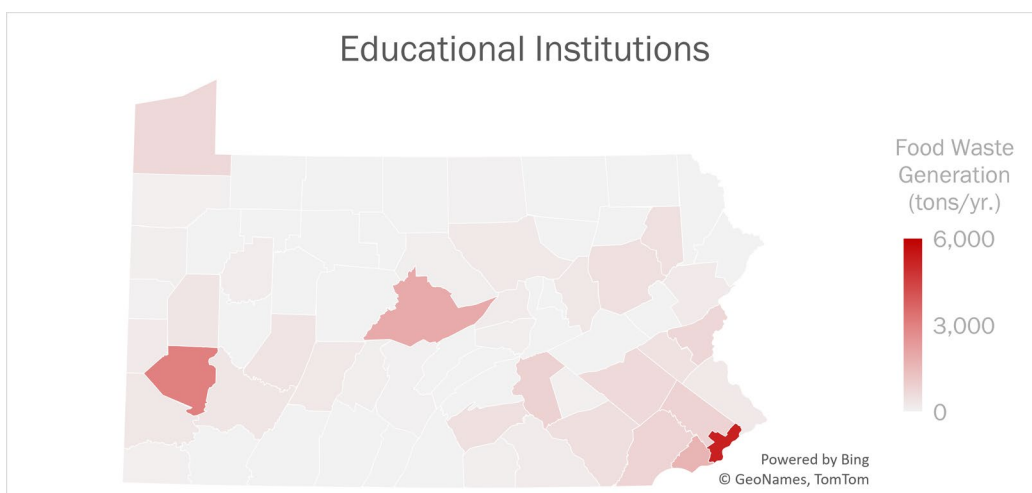 Educational Institutions
Food Waste
Generation
(tons/yr.)
6,000
3,000
0
Powered by Bing
© GeoNames, TomTom